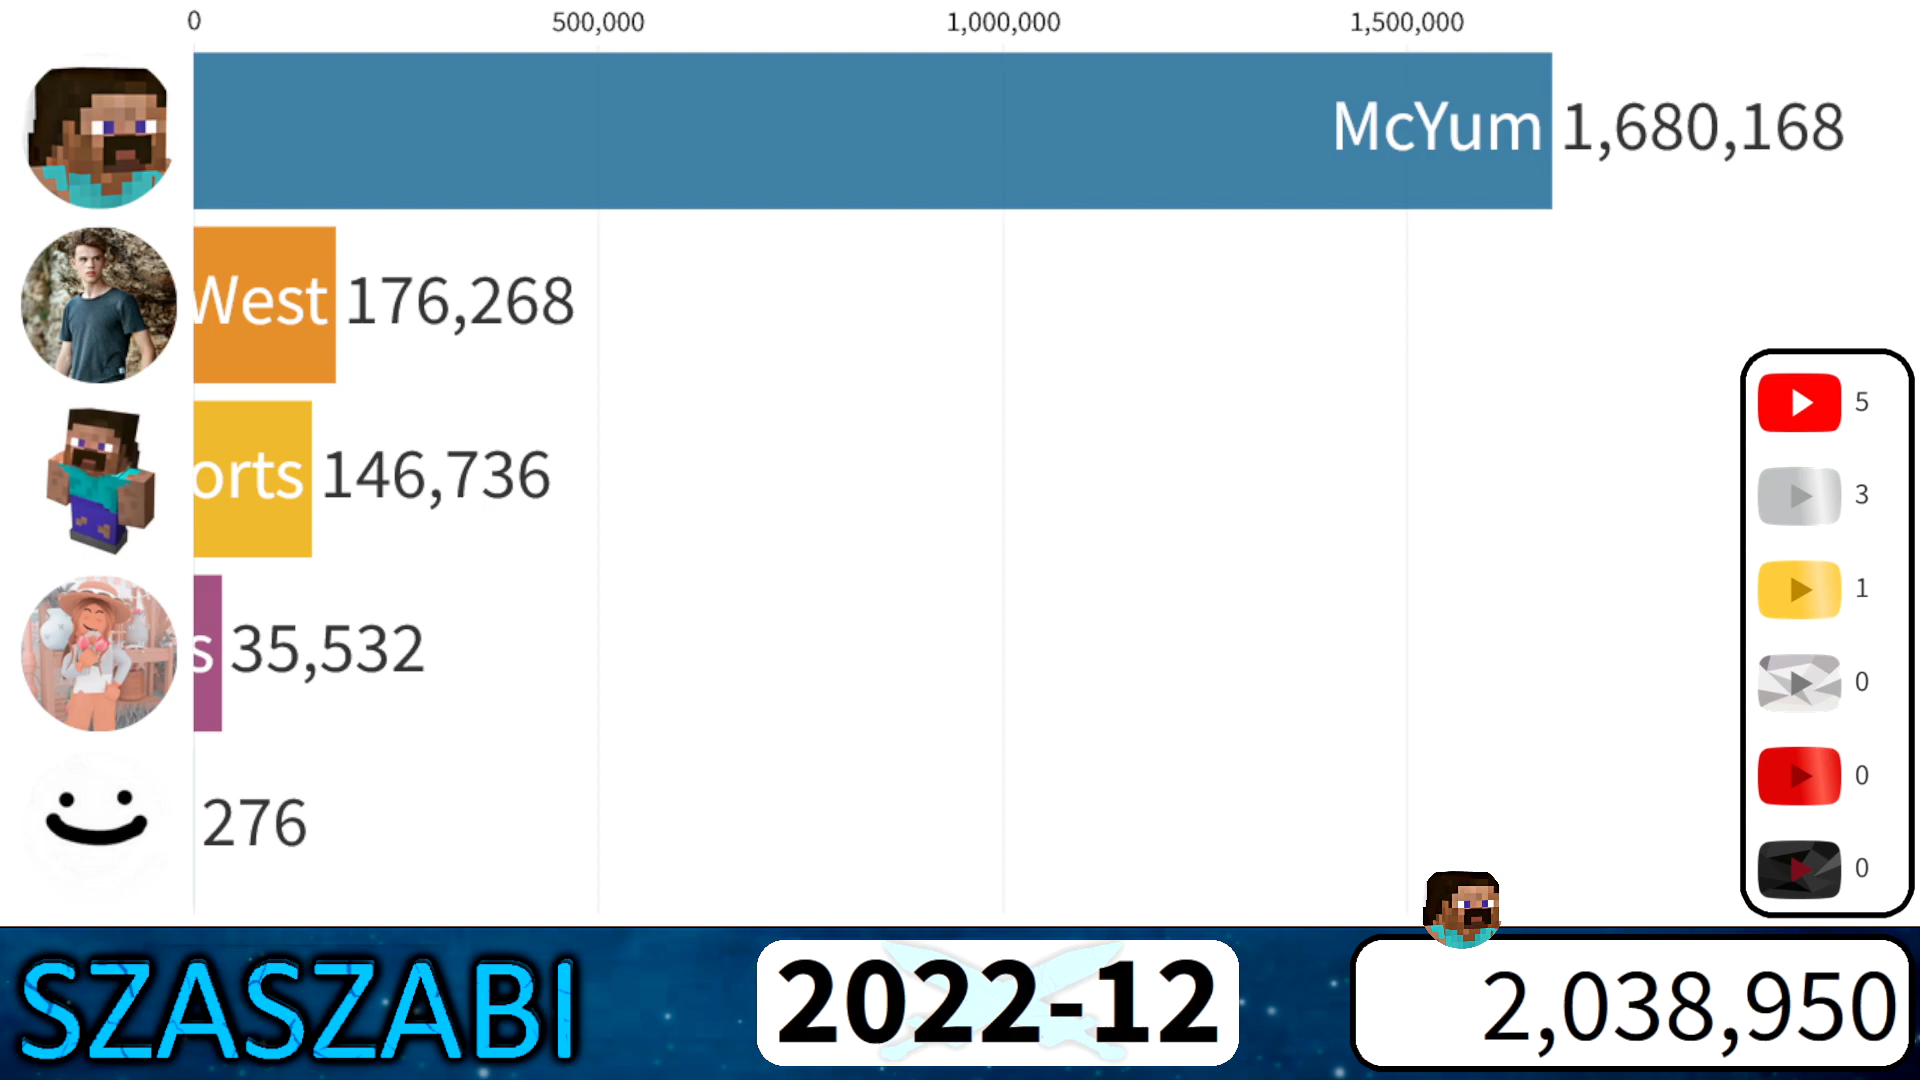 0 500,000 1,000,000 1,500,000
McYum 1,680,168
West 176,268
orts 146,736
s 35,532
276
5
3
1
0
0
0
SZASZABI 2022-12 2,038,950